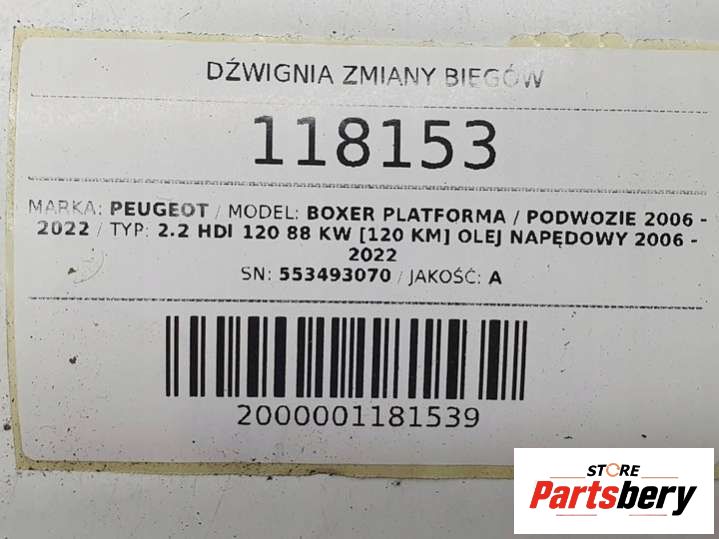 DŹWIGNIA ZMIANY BIEGÓW
118153
MARKA: PEUGEOT / MODEL: BOXER PLATFORMA / PODWOZIE 2006 -
2022 / TYP: 2.2 HDI 120 88 KW [120 KM] OLEJ NAPĘDOWY 2006 -
2022
SN: 553493070 / JAKOŚĆ: A
2000001181539
STORE
Partsbery